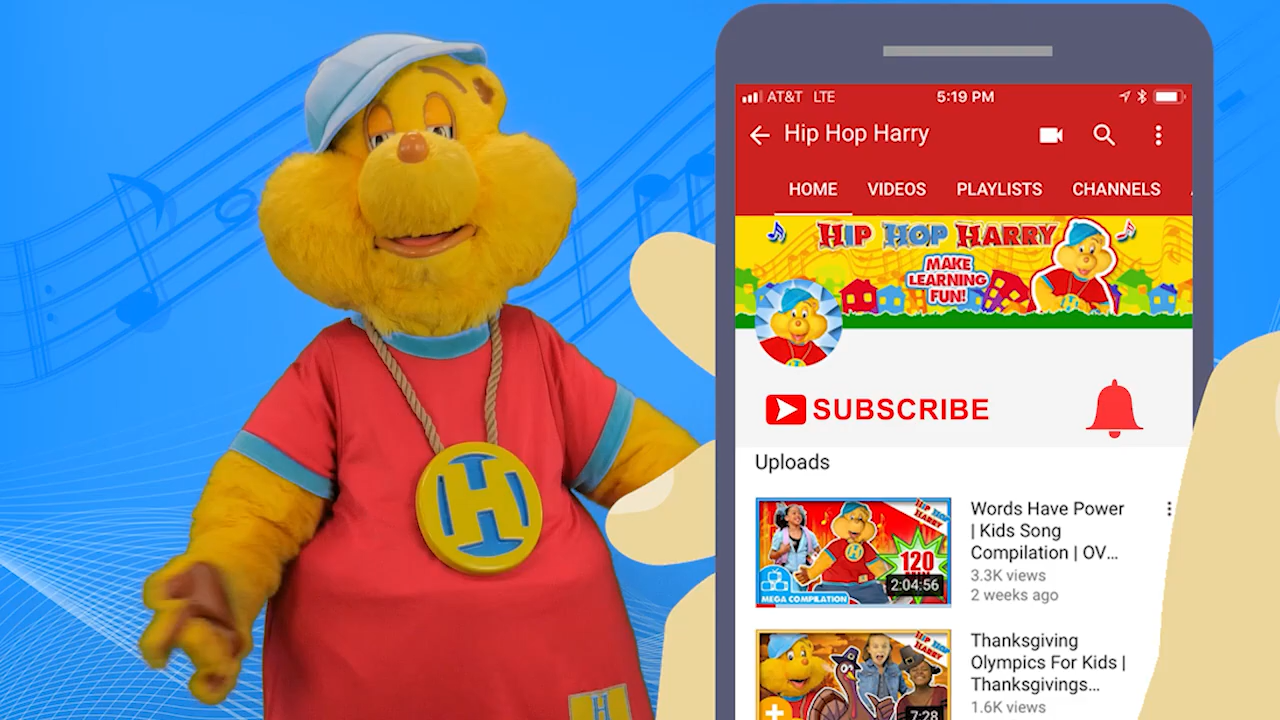 AT&T LTE 5:19 PM
Hip Hop Harry
HOME VIDEOS PLAYLISTS CHANNELS
HIP HOP HARRY
MAKE
LEARNING
FUN!
SUBSCRIBE
H
Uploads
HIP HOP
HARRY
120
2:04:56
MEGA COMPILATION
Words Have Power
| Kids Song
Compilation | OV...
3.3K views
2 weeks ago
HIP HOP
HARRY
7:28
Thanksgiving
Olympics For Kids |
Thanksgivings...
1.6K views
H